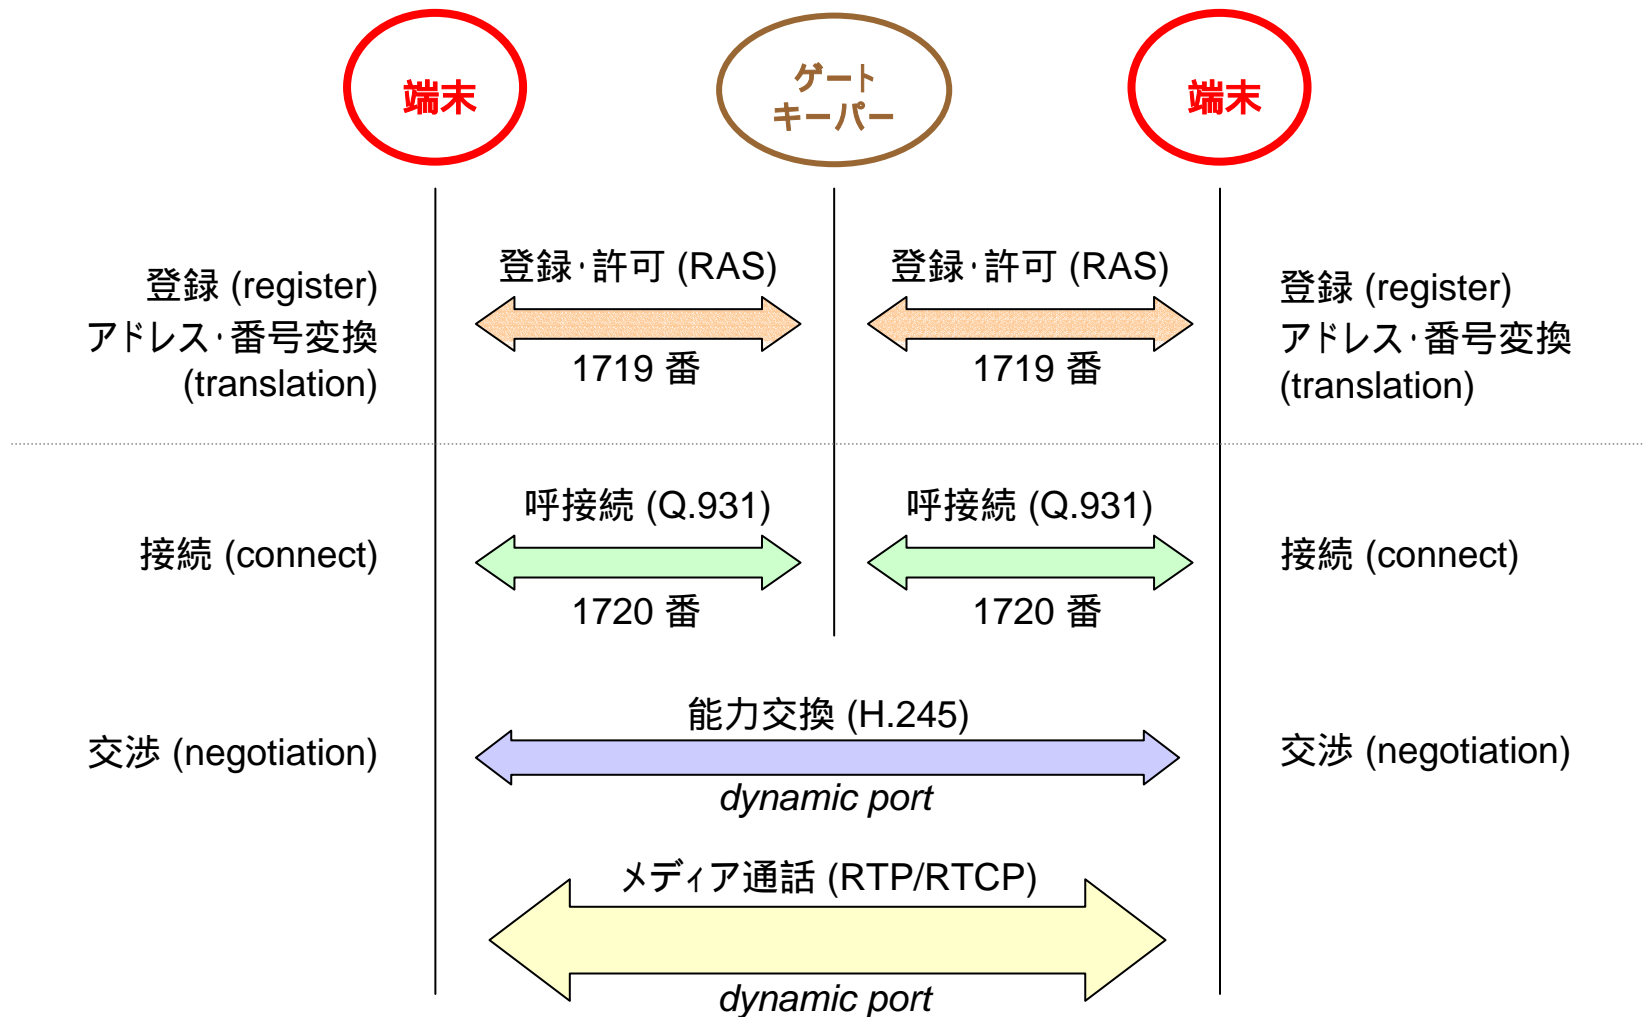 端末
ゲート
キーパー
端末
登録・許可 (RAS)
登録・許可 (RAS)
登録 (register)
アドレス・番号変換
(translation)
1719 番
1719 番
登録 (register)
アドレス・番号変換
(translation)
呼接続 (Q.931)
呼接続 (Q.931)
接続 (connect)
接続 (connect)
1720 番
1720 番
能力交換 (H.245)
交渉 (negotiation)
交渉 (negotiation)
dynamic port
メディア通話 (RTP/RTCP)
dynamic port